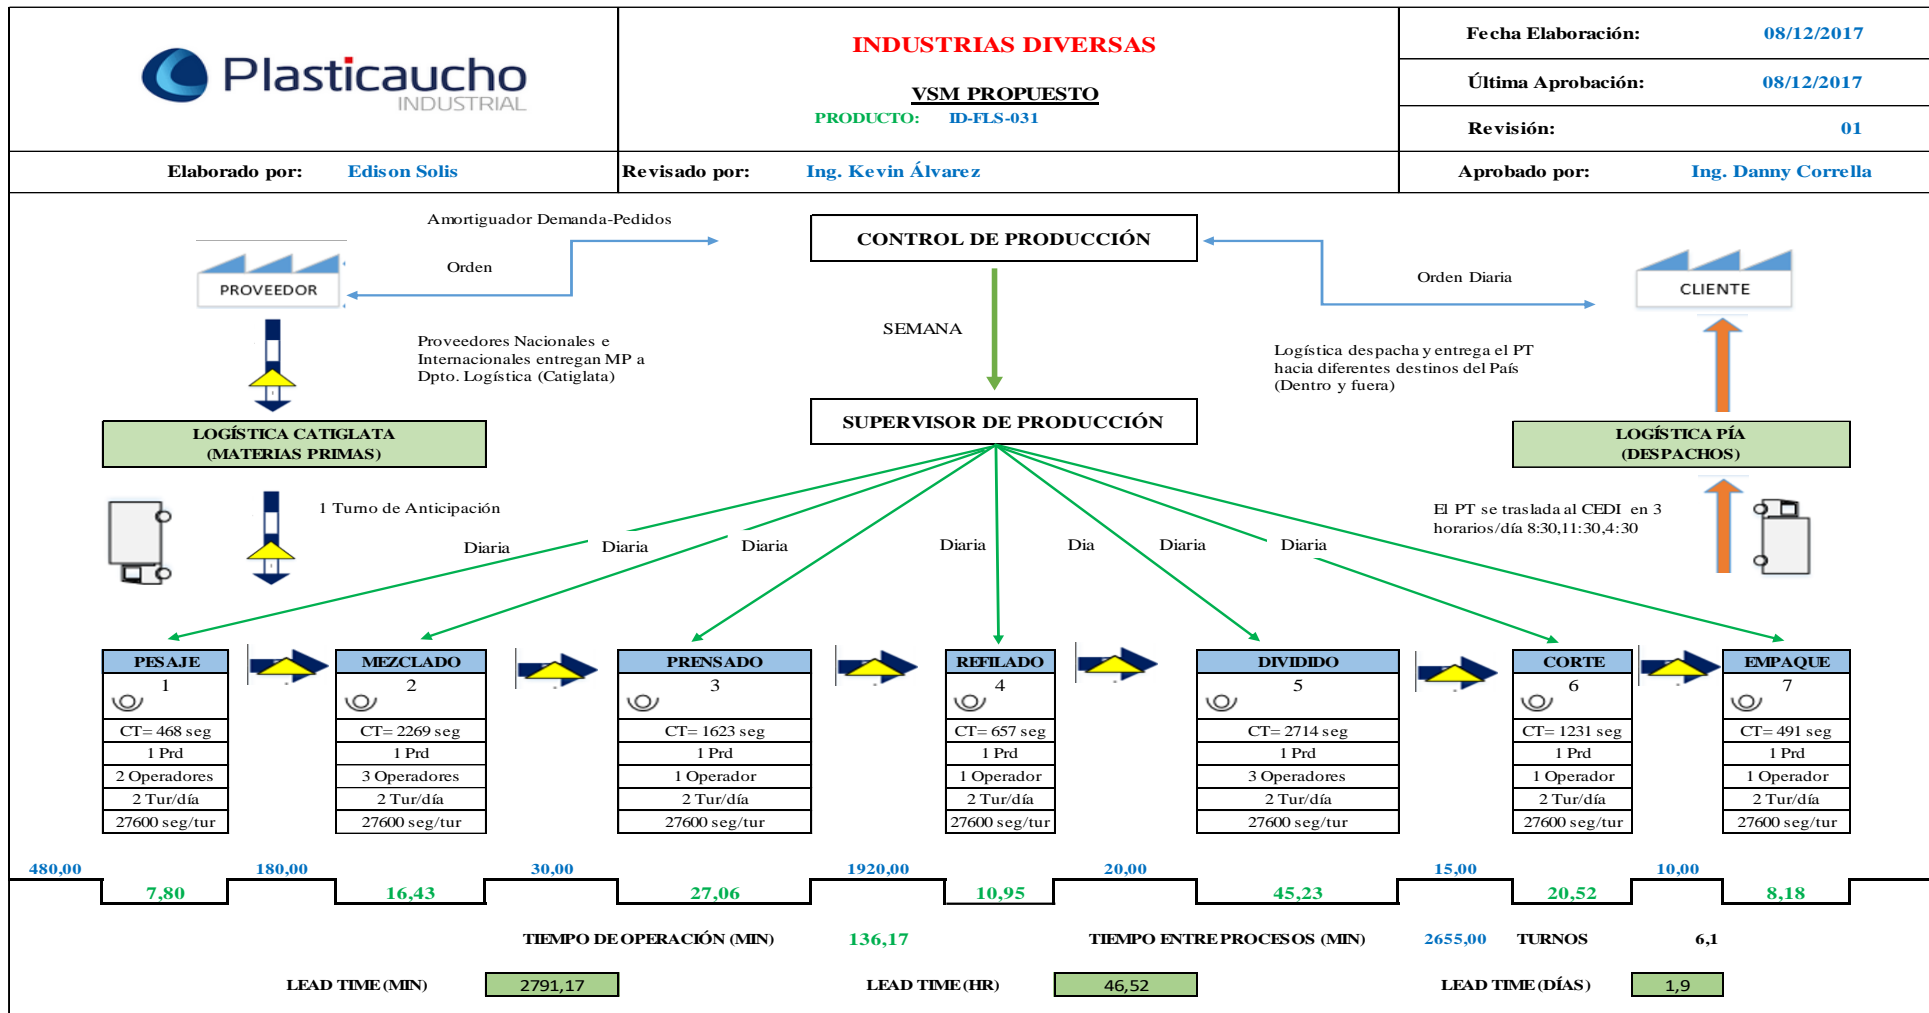 Plasticaucho
INDUSTRIAL
INDUSTRIAS DIVERSAS
VSM PROPUESTO
PRODUCTO: ID-FLS-031
Fecha Elaboración: 08/12/2017
Última Aprobación: 08/12/2017
Revisión: 01
Elaborado por: Edison Solis
Revisado por: Ing. Kevin Álvarez
Aprobado por: Ing. Danny Corrella
Amortiguador Demanda-Pedidos
Orden
PROVEEDOR
CONTROL DE PRODUCCIÓN
Orden Diaria
CLIENTE
SEMANA
Proveedores Nacionales e
Internacionales entregan MP a
Dpto. Logística (Catiglata)
Logística despacha y entrega el PT
hacia diferentes destinos del País
(Dentro y fuera)
LOGÍSTICA CATIGLATA
(MATERIAS PRIMAS)
SUPERVISOR DE PRODUCCIÓN
LOGÍSTICA PÍA
(DESPACHOS)
1 Turno de Anticipación
El PT se traslada al CEDI en 3
horarios/día 8:30,11:30,4:30
Diaria Diaria Diaria Diaria Dia Diaria Diaria
PESAJE
1
CT= 468 seg
1 Prd
2 Operadores
2 Tur/día
27600 seg/tur
MEZCLADO
2
CT= 2269 seg
1 Prd
3 Operadores
2 Tur/día
27600 seg/tur
PRENSADO
3
CT= 1623 seg
1 Prd
1 Operador
2 Tur/día
27600 seg/tur
REFILADO
4
CT= 657 seg
1 Prd
1 Operador
2 Tur/día
27600 seg/tur
DIVIDIDO
5
CT= 2714 seg
1 Prd
3 Operadores
2 Tur/día
27600 seg/tur
CORTE
6
CT= 1231 seg
1 Prd
1 Operador
2 Tur/día
27600 seg/tur
EMPAQUE
7
CT= 491 seg
1 Prd
1 Operador
2 Tur/día
27600 seg/tur
480,00 180,00 30,00 1920,00 20,00 15,00 10,00
7,80 16,43 27,06 10,95 45,23 20,52 8,18
TIEMPO DE OPERACIÓN (MIN) 136,17 TIEMPO ENTRE PROCESOS (MIN) 2655,00 TURNOS 6,1
LEAD TIME (MIN) 2791,17 LEAD TIME (HR) 46,52 LEAD TIME (DÍAS) 1,9